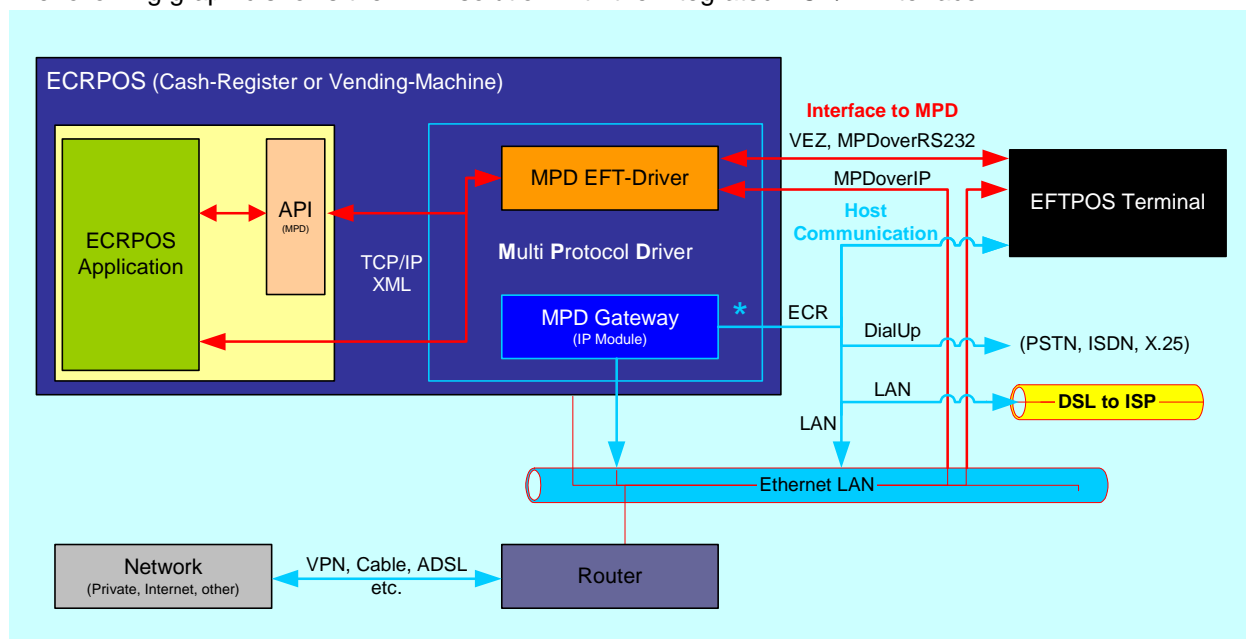 ECRPOS (Cash-Register or Vending-Machine)
Interface to MPD
VEZ, MPDoverRS232
MPD EFT-Driver
MPDoverIP
EFTPOS Terminal
API
(MPD)
ECRPOS
Application
Host
Communication
Multi Protocol Driver
TCP/IP
XML
MPD Gateway
(IP Module)
*
ECR
DialUp
(PSTN, ISDN, X.25)
LAN
DSL to ISP
LAN
Ethernet LAN
Network
(Private, Internet, other)
VPN, Cable, ADSL
etc.
Router